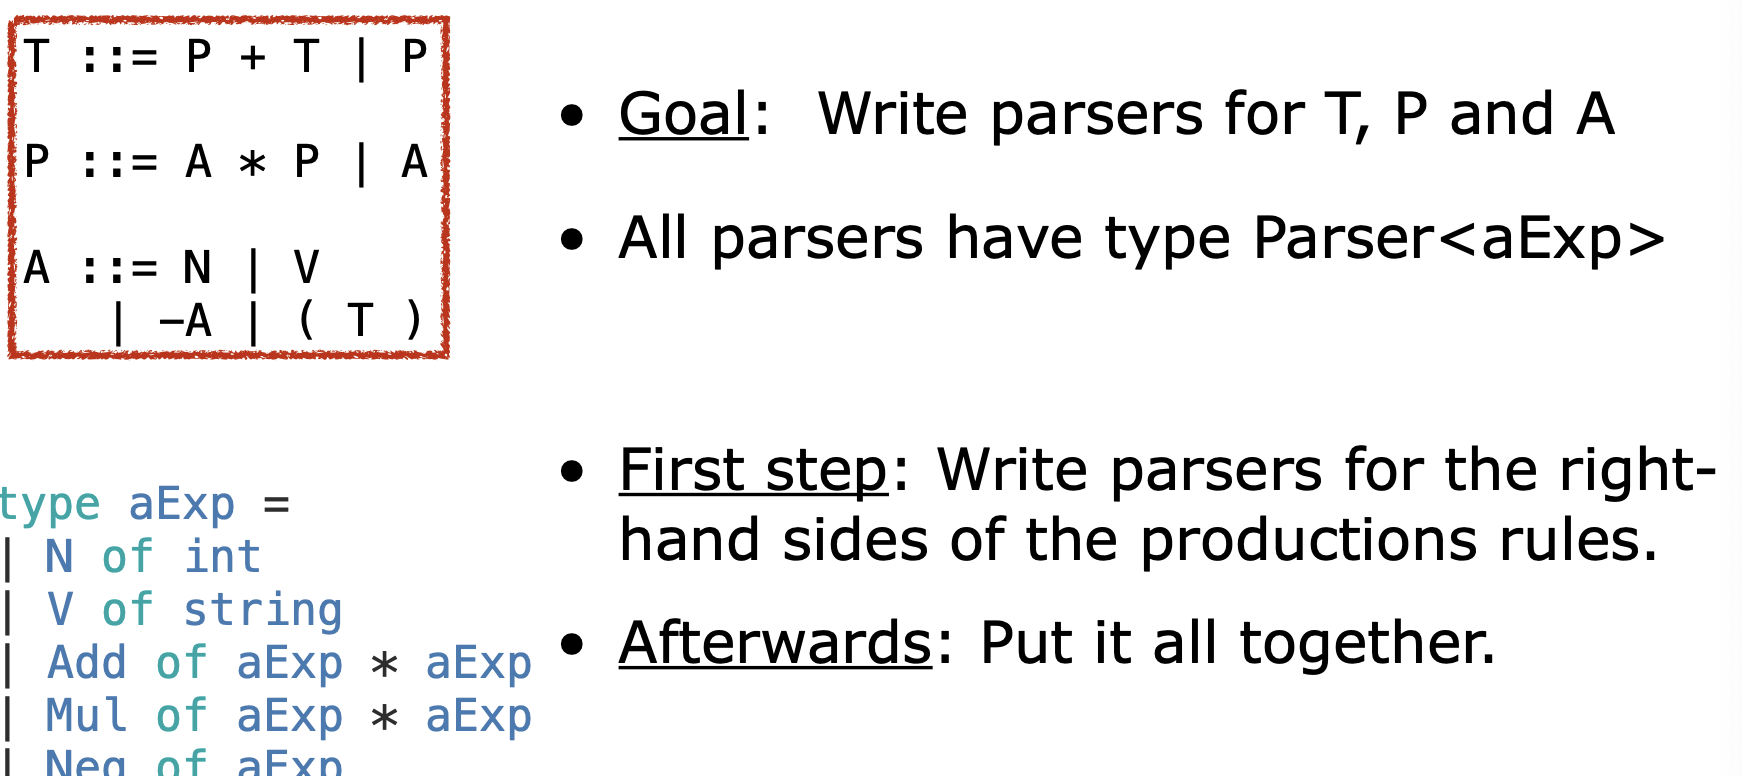 T ::= P + T | P
P ::= A * P | A
A ::= N | V
| –A | ( T )
type aExp =
| N of int
| V of string
| Add of aExp * aExp
| Mul of aExp * aExp
| Neg of aExp
• Goal: Write parsers for T, P and A
• All parsers have type Parser<aExp>
• First step: Write parsers for the right-
hand sides of the productions rules.
• Afterwards: Put it all together.